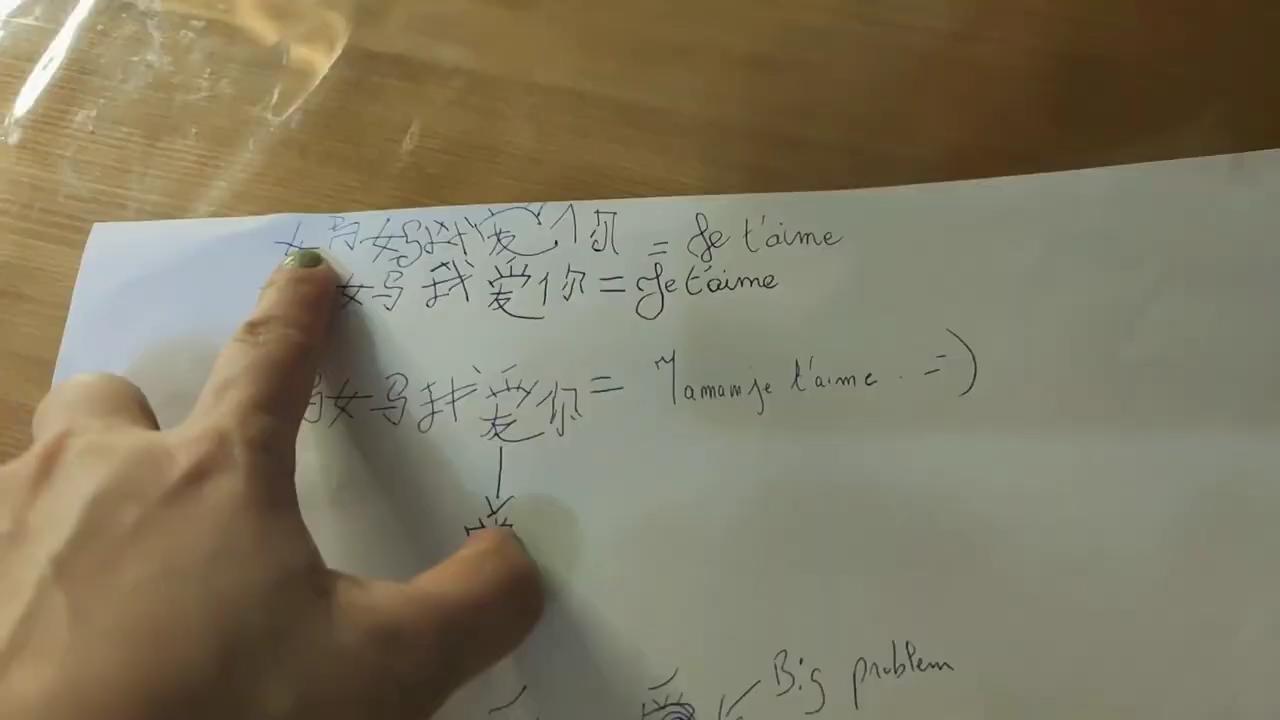 妈妈我爱你 = Je t'aime
妈我爱你 = Je t'aime
马妈我爱你 = Maman je t'aime. =)
Big problem